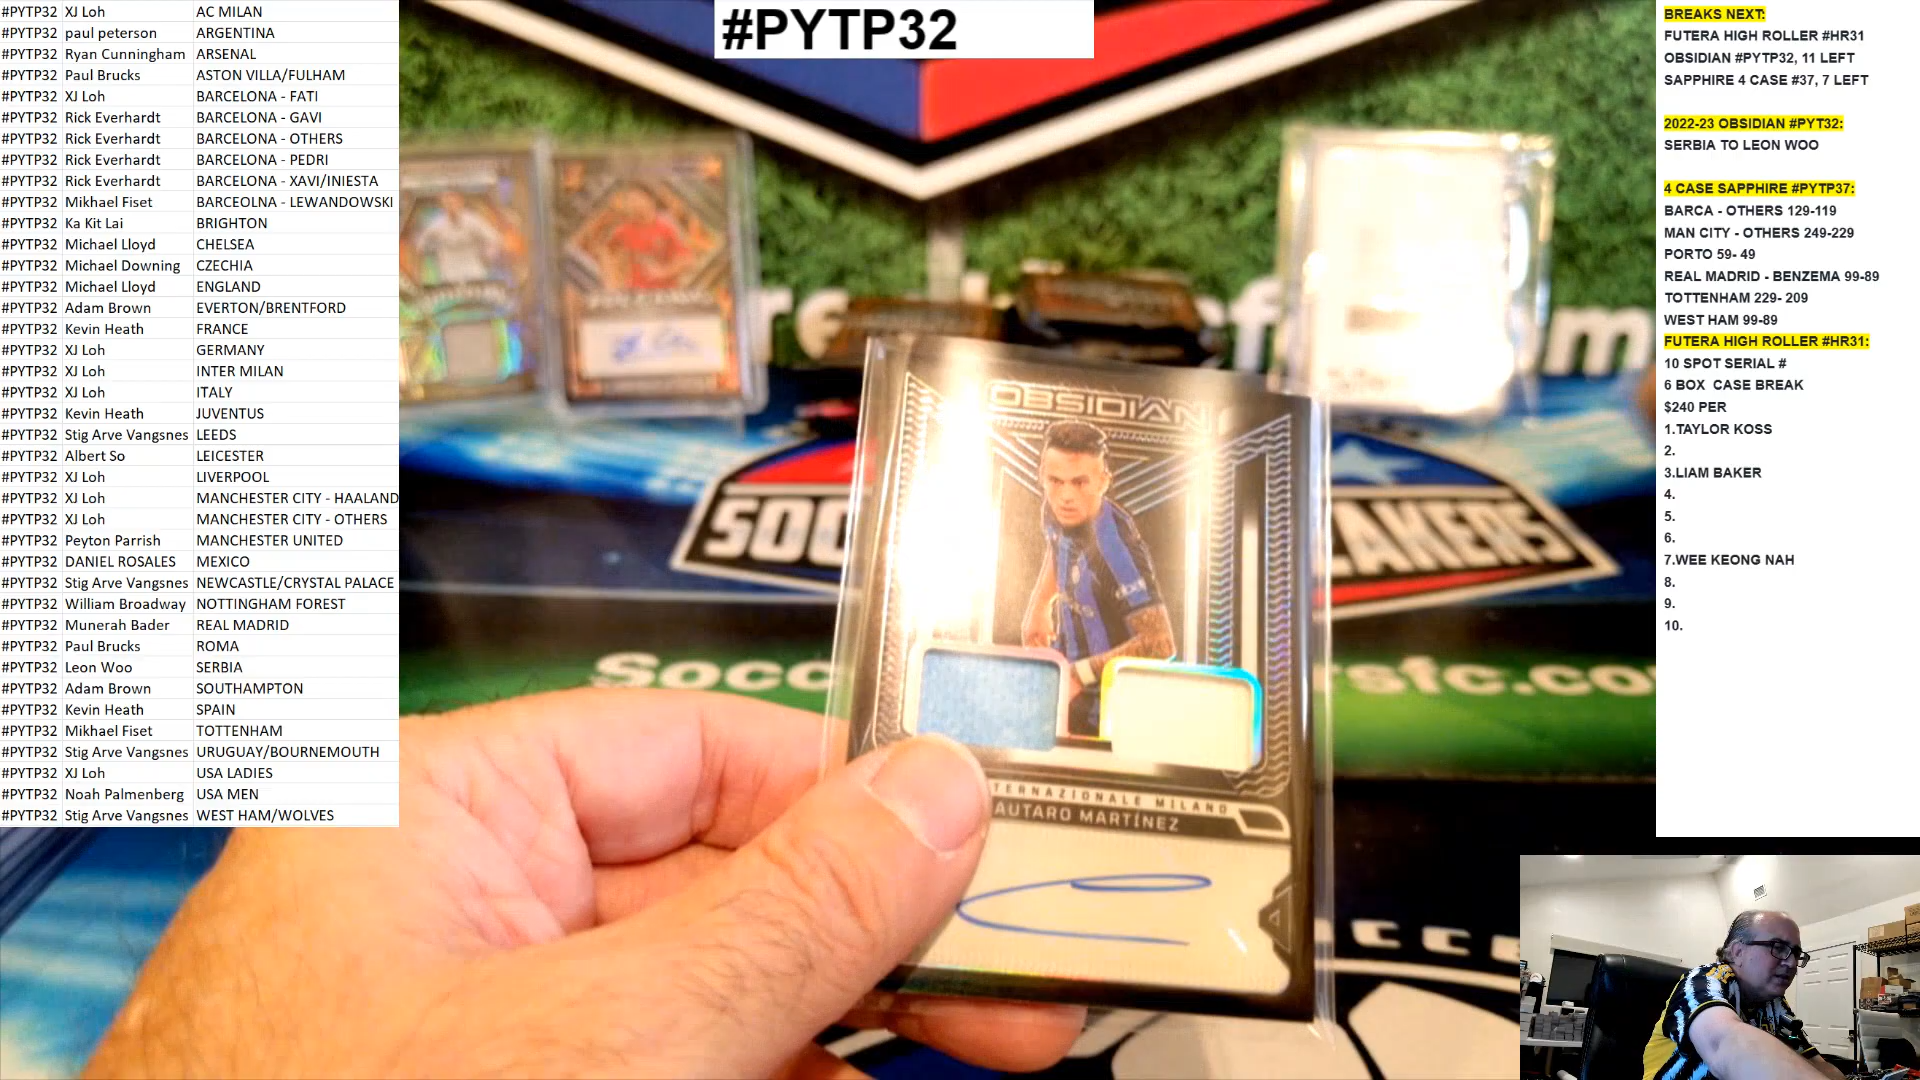 #PYTP32 XJ Loh AC MILAN
#PYTP32 paul peterson ARGENTINA
#PYTP32 Ryan Cunningham ARSENAL
#PYTP32 Paul Brucks ASTON VILLA/FULHAM
#PYTP32 XJ Loh BARCELONA - FATI
#PYTP32 Rick Everhardt BARCELONA - GAVI
#PYTP32 Rick Everhardt BARCELONA - OTHERS
#PYTP32 Rick Everhardt BARCELONA - PEDRI
#PYTP32 Rick Everhardt BARCELONA - XAVI/INIESTA
#PYTP32 Mikhael Fiset BARCEOLNA - LEWANDOWSKI
#PYTP32 Ka Kit Lai BRIGHTON
#PYTP32 Michael Lloyd CHELSEA
#PYTP32 Michael Downing CZECHIA
#PYTP32 Michael Lloyd ENGLAND
#PYTP32 Adam Brown EVERTON/BRENTFORD
#PYTP32 Kevin Heath FRANCE
#PYTP32 XJ Loh GERMANY
#PYTP32 XJ Loh INTER MILAN
#PYTP32 XJ Loh ITALY
#PYTP32 Kevin Heath JUVENTUS
#PYTP32 Stig Arve Vangsnes LEEDS
#PYTP32 Albert So LEICESTER
#PYTP32 XJ Loh LIVERPOOL
#PYTP32 XJ Loh MANCHESTER CITY - HAALAND
#PYTP32 XJ Loh MANCHESTER CITY - OTHERS
#PYTP32 Peyton Parrish MANCHESTER UNITED
#PYTP32 DANIEL ROSALES MEXICO
#PYTP32 Stig Arve Vangsnes NEWCASTLE/CRYSTAL PALACE
#PYTP32 William Broadway NOTTINGHAM FOREST
#PYTP32 Munerah Bader REAL MADRID
#PYTP32 Paul Brucks ROMA
#PYTP32 Leon Woo SERBIA
#PYTP32 Adam Brown SOUTHAMPTON
#PYTP32 Kevin Heath SPAIN
#PYTP32 Mikhael Fiset TOTTENHAM
#PYTP32 Stig Arve Vangsnes URUGUAY/BOURNEMOUTH
#PYTP32 XJ Loh USA LADIES
#PYTP32 Noah Palmenberg USA MEN
#PYTP32 Stig Arve Vangsnes WEST HAM/WOLVES
#PYTP32
OBSIDIAN
TERNAZIONALE MILANO
AUTARO MARTÍNEZ
BREAKS NEXT:
FUTERA HIGH ROLLER #HR31
OBSIDIAN #PYTP32, 11 LEFT
SAPPHIRE 4 CASE #37, 7 LEFT
2022-23 OBSIDIAN #PYT32:
SERBIA TO LEON WOO
4 CASE SAPPHIRE #PYTP37:
BARCA - OTHERS 129-119
MAN CITY - OTHERS 249-229
PORTO 59- 49
REAL MADRID - BENZEMA 99-89
TOTTENHAM 229- 209
WEST HAM 99-89
FUTERA HIGH ROLLER #HR31:
10 SPOT SERIAL #
6 BOX CASE BREAK
$240 PER
1.TAYLOR KOSS
2.
3.LIAM BAKER
4.
5.
6.
7.WEE KEONG NAH
8.
9.
10.